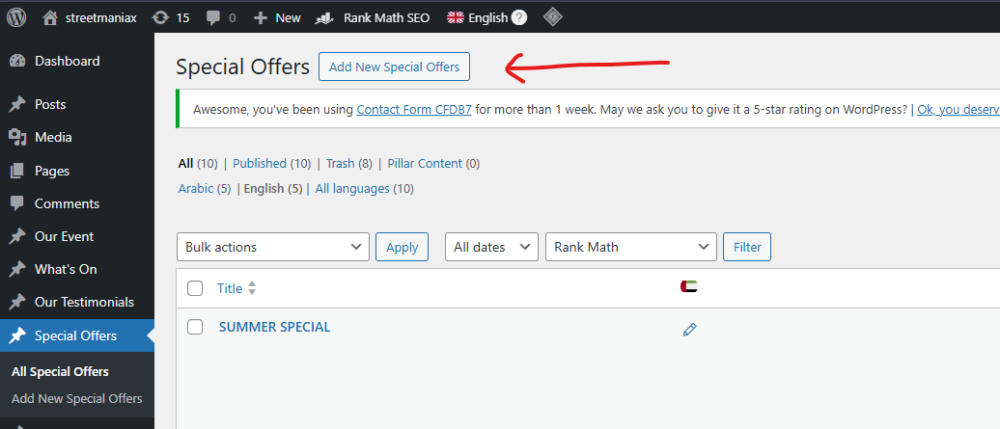 streetmaniax 15 0 + New Rank Math SEO English ?
Dashboard
Posts
Media
Pages
Comments
Our Event
What's On
Our Testimonials
Special Offers
All Special Offers
Add New Special Offers
Special Offers Add New Special Offers
Awesome, you've been using Contact Form CFDB7 for more than 1 week. May we ask you to give it a 5-star rating on WordPress? | Ok, you deserv
All (10) | Published (10) | Trash (8) | Pillar Content (0)
Arabic (5) | English (5) | All languages (10)
Bulk actions Apply All dates Rank Math Filter
Title
SUMMER SPECIAL